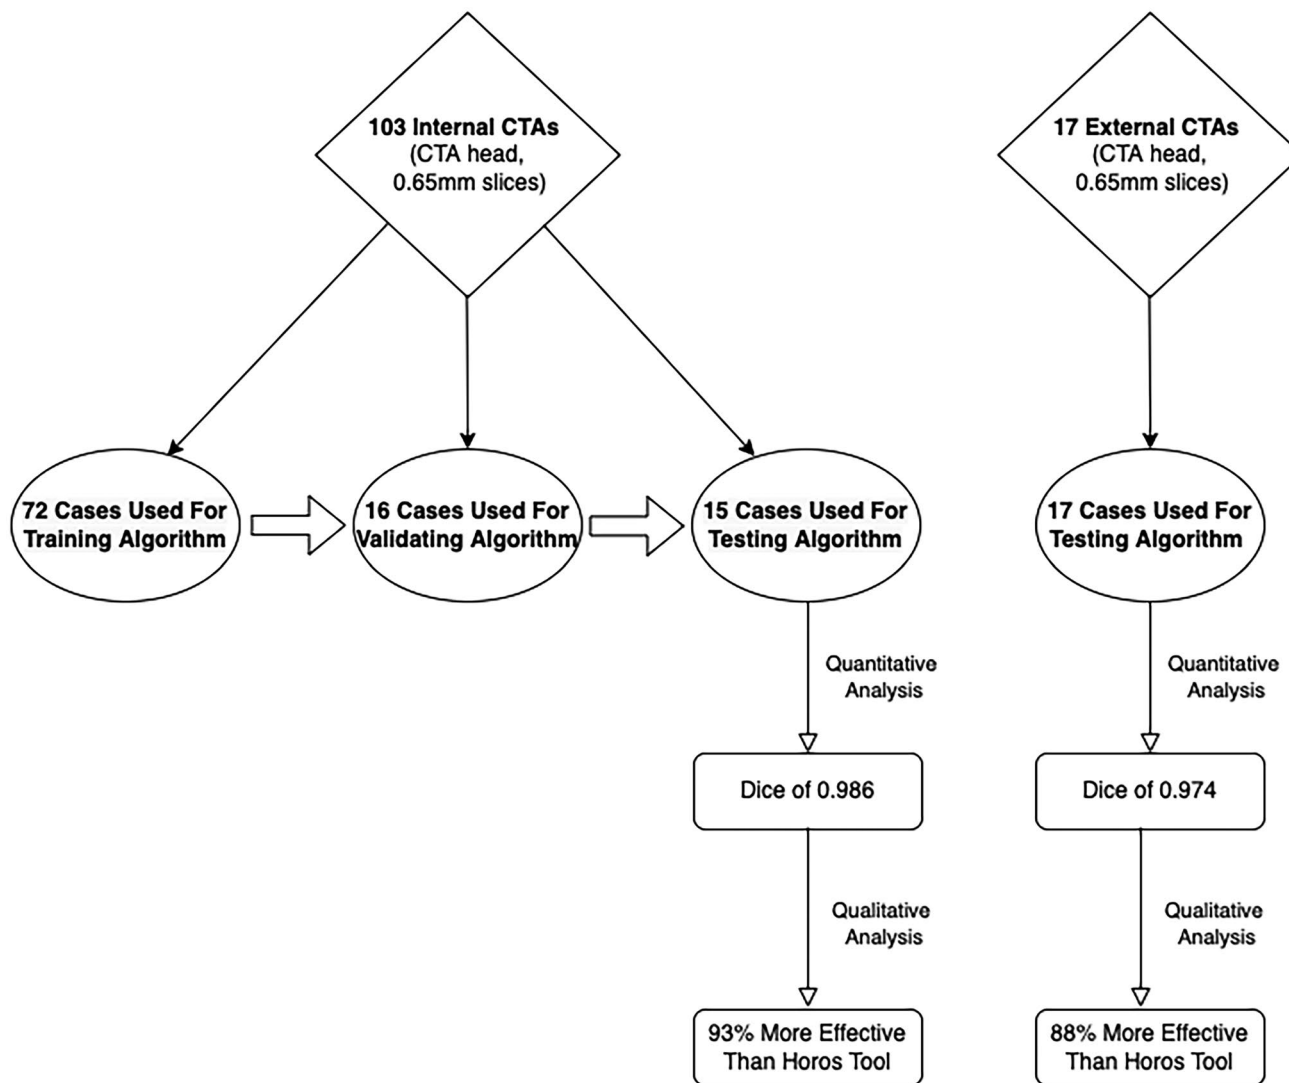 103 Internal CTAs
(CTA head,
0.65mm slices)
17 External CTAs
(CTA head,
0.65mm slices)
72 Cases Used For
Training Algorithm
16 Cases Used For
Validating Algorithm
15 Cases Used For
Testing Algorithm
17 Cases Used For
Testing Algorithm
Quantitative
Analysis
Quantitative
Analysis
Dice of 0.986
Dice of 0.974
Qualitative
Analysis
Qualitative
Analysis
93% More Effective
Than Horos Tool
88% More Effective
Than Horos Tool